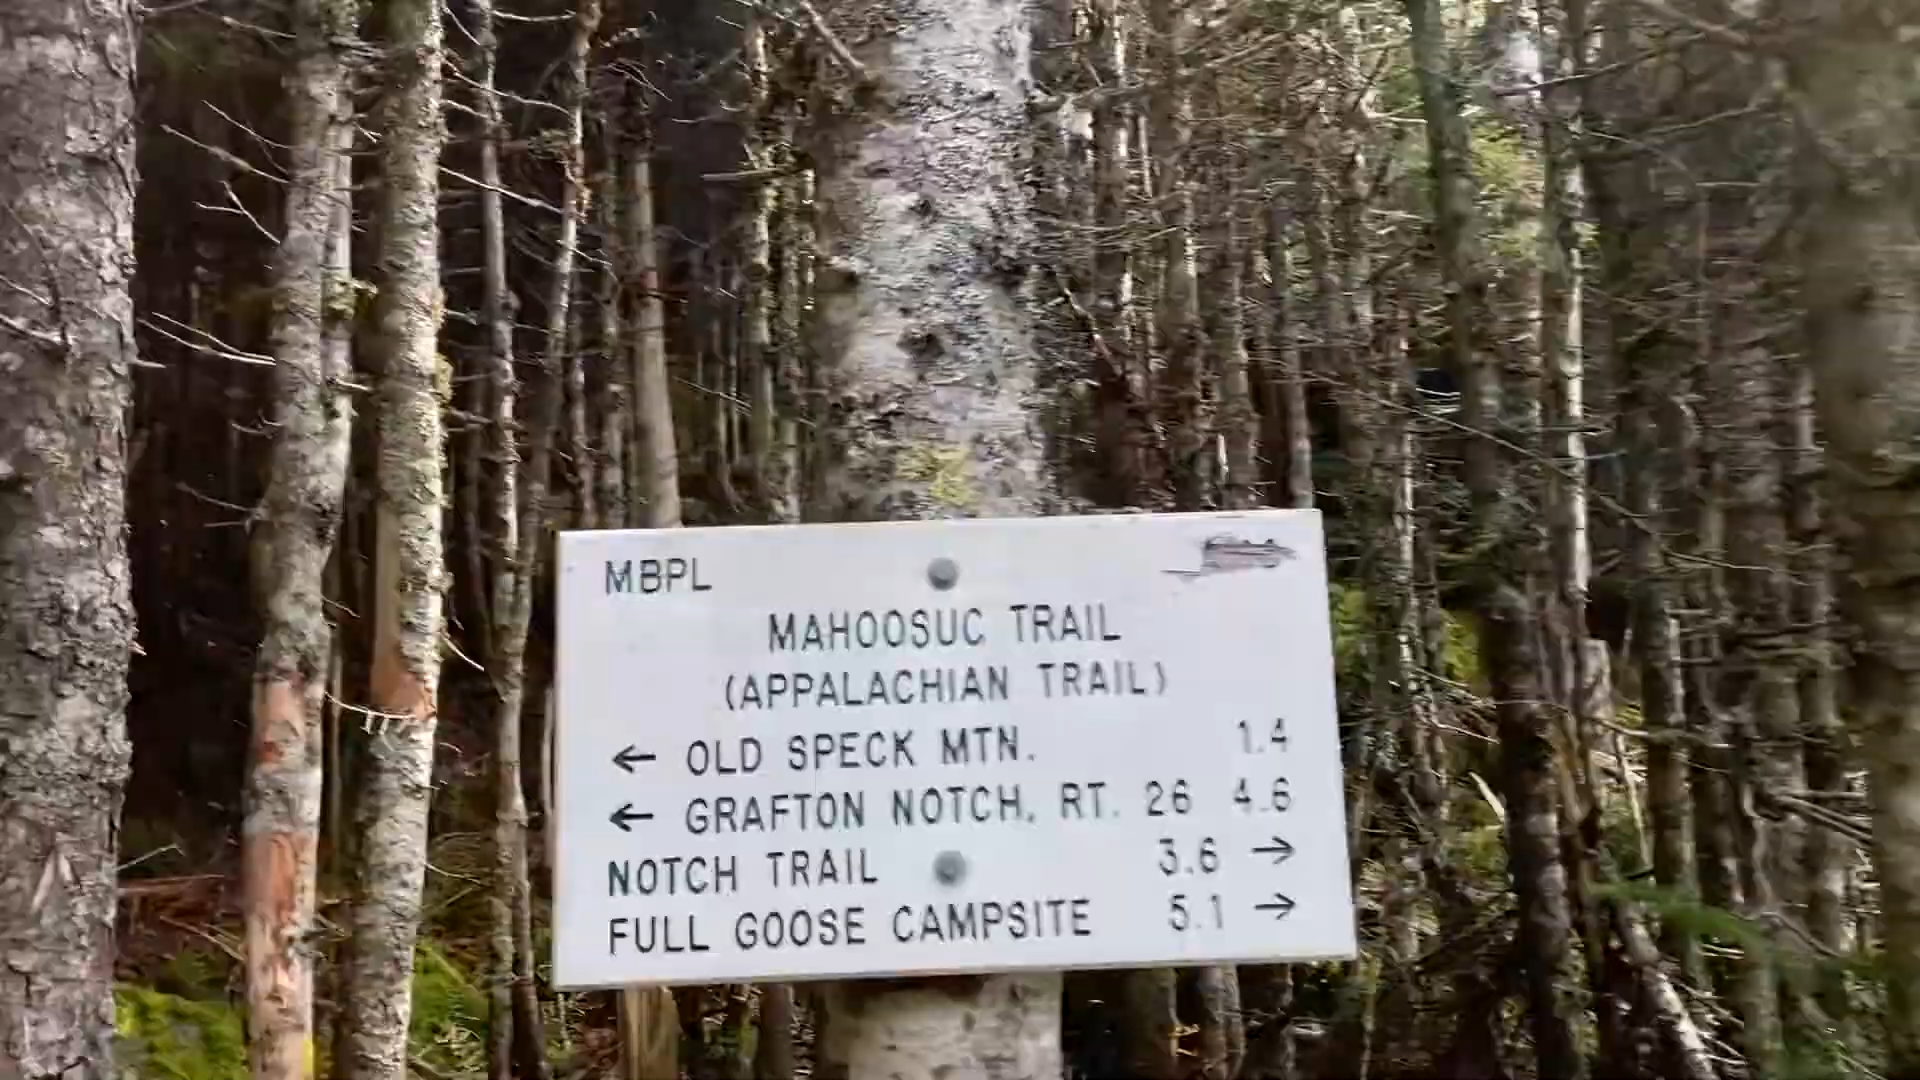 MBPL
MAHOOSUC TRAIL
(APPALACHIAN TRAIL)
← OLD SPECK MTN. 1.4
← GRAFTON NOTCH, RT. 26 4.6
NOTCH TRAIL 3.6 →
FULL GOOSE CAMPSITE 5.1 →